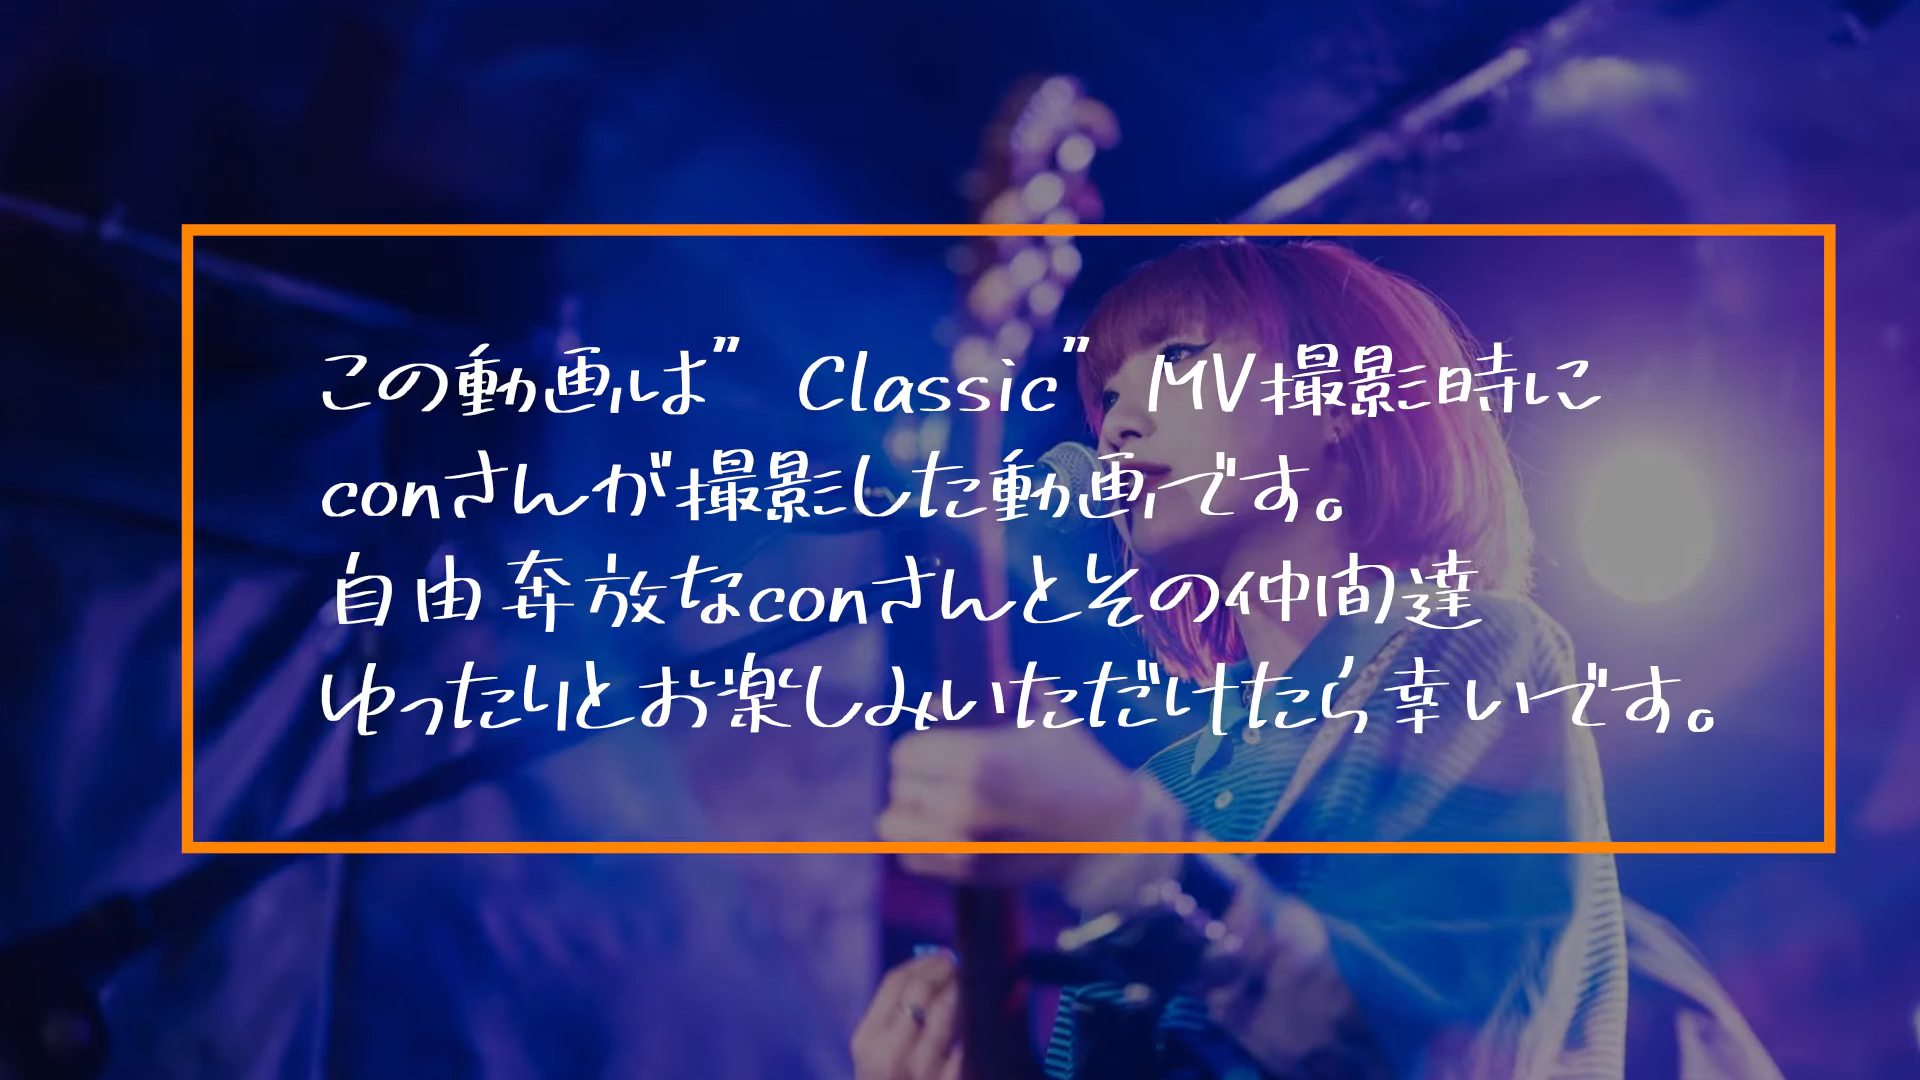 この動画は”Classic”MV撮影時に
conさんが撮影した動画です。
自由奔放なconさんとその仲間達
ゆったりとお楽しみいただけたら幸いです。